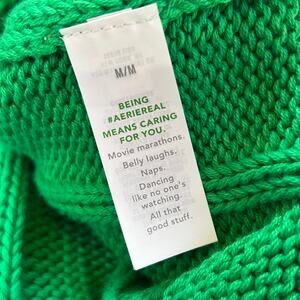 M/M
BEING
#AERIEREAL
MEANS CARING
FOR YOU.
Movie marathons.
Belly laughs.
Naps.
Dancing
like no one's
watching.
All that
good stuff.